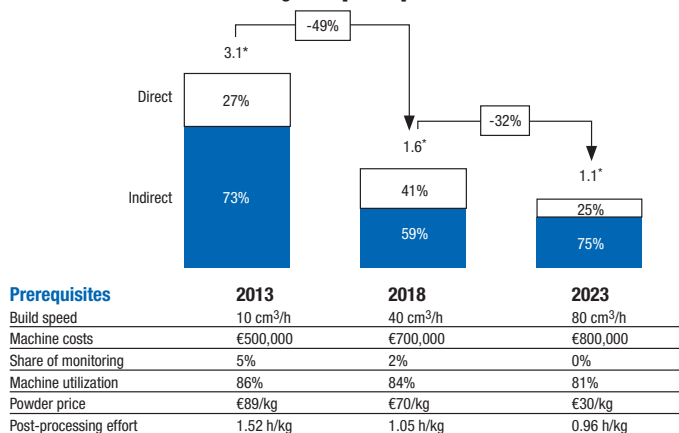 -49%
3.1*
Direct
27%
-32%
1.6*
1.1*
Indirect
73%
41%
59%
25%
75%
Prerequisites 2013 2018 2023
Build speed 10 cm³/h 40 cm³/h 80 cm³/h
Machine costs €500,000 €700,000 €800,000
Share of monitoring 5% 2% 0%
Machine utilization 86% 84% 81%
Powder price €89/kg €70/kg €30/kg
Post-processing effort 1.52 h/kg 1.05 h/kg 0.96 h/kg